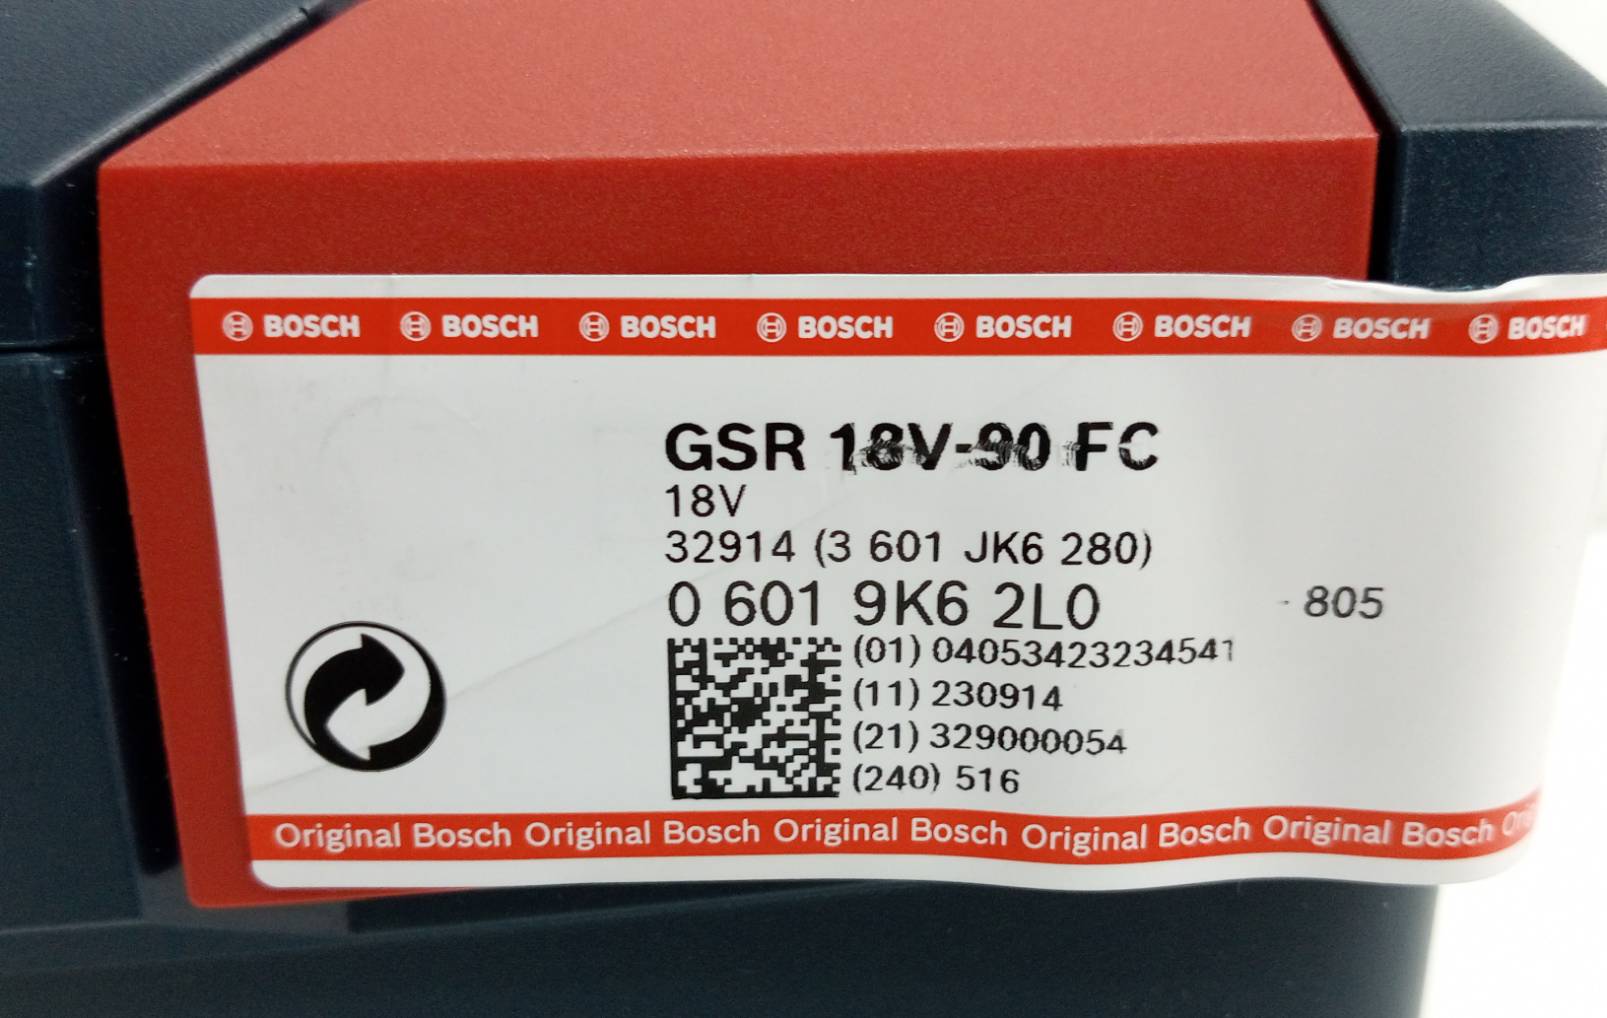 BOSCH BOSCH BOSCH BOSCH BOSCH BOSCH BOSCH BOSCH
GSR 18V-90 FC
18V
32914 (3 601 JK6 280)
0 601 9K6 2L0 - 805
(01) 04053423234541
(11) 230914
(21) 329000054
(240) 516
Original Bosch Original Bosch Original Bosch Original Bosch Original Bosch